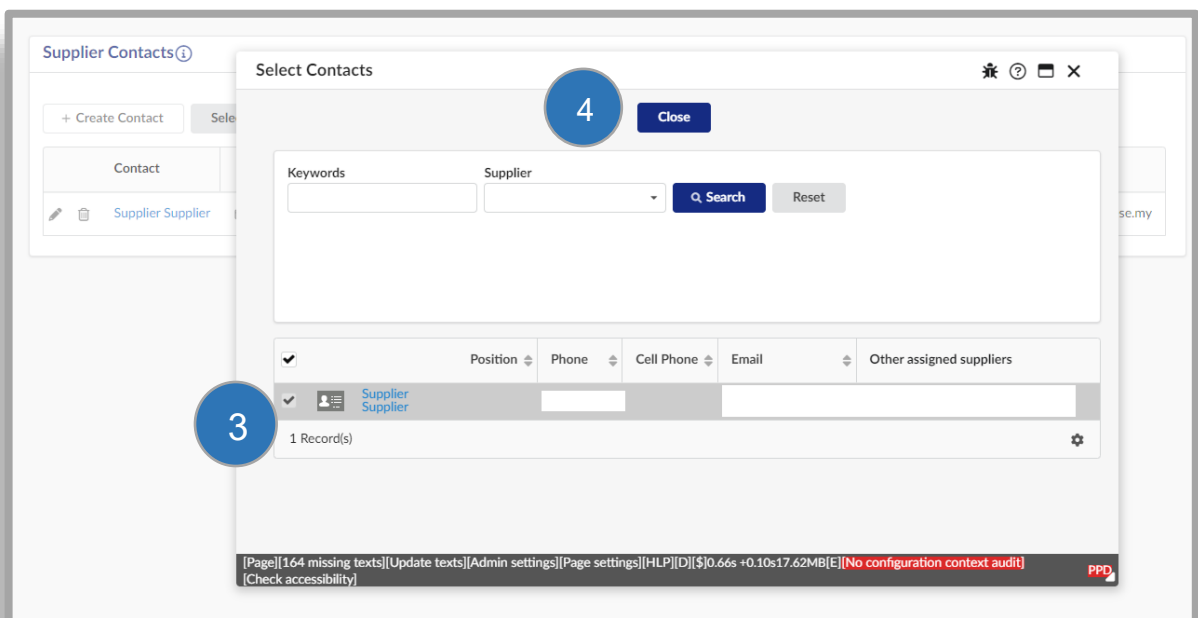 Supplier Contacts
Select Contacts
4
Close
+ Create Contact
Contact
Keywords
Supplier
Search
Reset
Supplier Supplier
se.my
Position
Phone
Cell Phone
Email
Other assigned suppliers
3
Supplier
Supplier
1 Record(s)
[Page][164 missing texts][Update texts][Admin settings][Page settings][HLP][D][$]0.66s +0.10s17.62MB[E][No configuration context audit]
[Check accessibility]
PPD